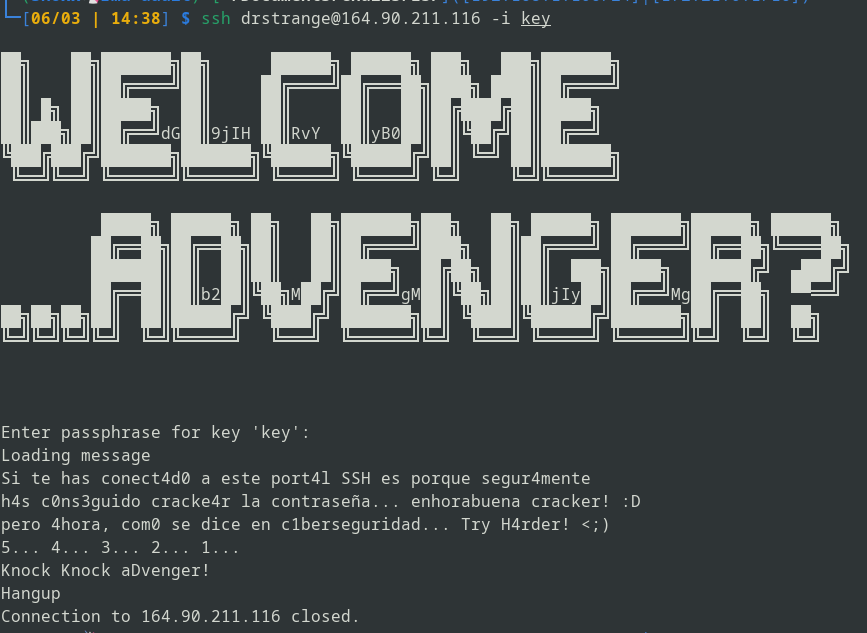 [06/03 | 14:38] $ ssh drstrange@164.90.211.116 -i key
WELCOME
dG 9jIH RvY yB0
...ADVENGER?
b2 M gM jIy Mg
Enter passphrase for key 'key':
Loading message
Si te has conect4d0 a este port4l SSH es porque segur4mente
h4s c0ns3guido cracke4r la contraseña... enhorabuena cracker! :D
pero 4hora, com0 se dice en c1berseguridad... Try H4rder! <;)
5... 4... 3... 2... 1...
Knock Knock aDvenger!
Hangup
Connection to 164.90.211.116 closed.